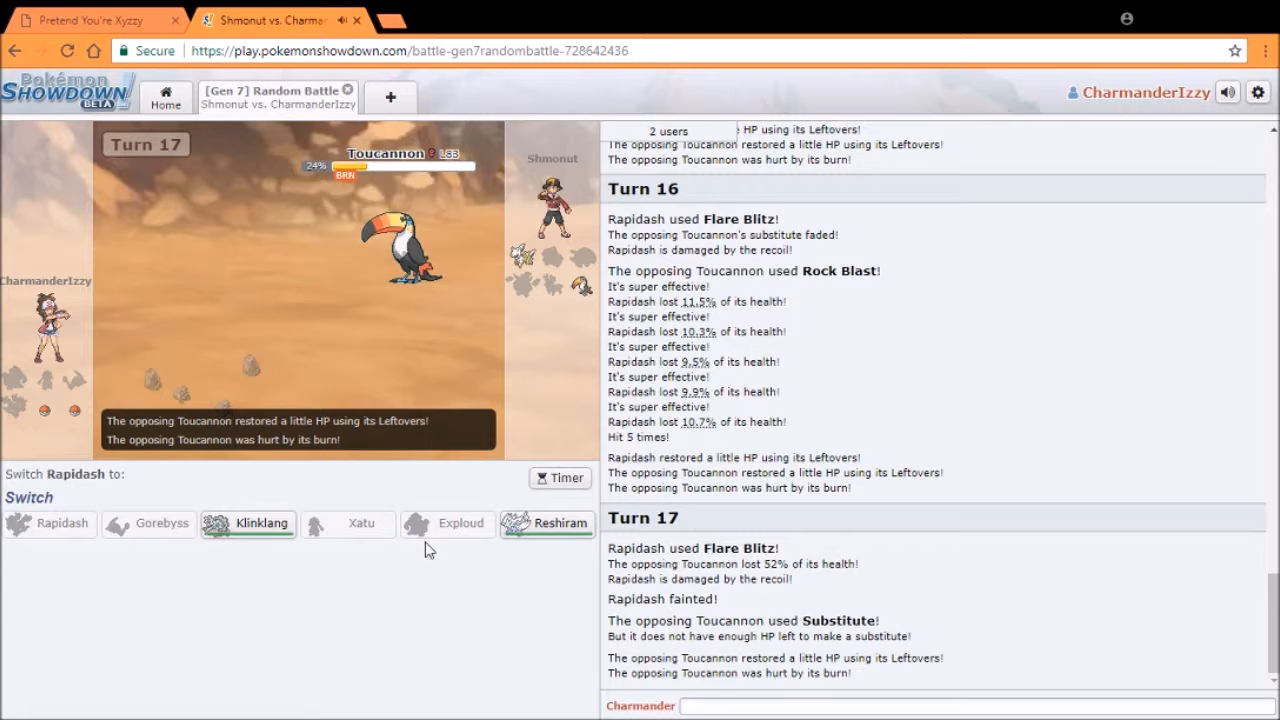 Pretend You're Xyzzy
Shmonut vs. Charma
Secure https://play.pokemonshowdown.com/battle-gen7randombattle-728642436
Pokémon
SHOWDOWN!
BETA
Home
[Gen 7] Random Battle
Shmonut vs. CharmanderIzzy
+
CharmanderIzzy
Turn 17
Toucannon L83
24%
BRN
Shmonut
CharmanderIzzy
The opposing Toucannon restored a little HP using its Leftovers!
The opposing Toucannon was hurt by its burn!
Switch Rapidash to:
Timer
Switch
Rapidash
Gorebyss
Klinklang
Xatu
Exploud
Reshiram
2 users
HP using its Leftovers!
The opposing Toucannon restored a little HP using its Leftovers!
The opposing Toucannon was hurt by its burn!
Turn 16
Rapidash used Flare Blitz!
The opposing Toucannon's substitute faded!
Rapidash is damaged by the recoil!
The opposing Toucannon used Rock Blast!
It's super effective!
Rapidash lost 11.5% of its health!
It's super effective!
Rapidash lost 10.3% of its health!
It's super effective!
Rapidash lost 9.5% of its health!
It's super effective!
Rapidash lost 9.9% of its health!
It's super effective!
Rapidash lost 10.7% of its health!
Hit 5 times!
Rapidash restored a little HP using its Leftovers!
The opposing Toucannon restored a little HP using its Leftovers!
The opposing Toucannon was hurt by its burn!
Turn 17
Rapidash used Flare Blitz!
The opposing Toucannon lost 52% of its health!
Rapidash is damaged by the recoil!
Rapidash fainted!
The opposing Toucannon used Substitute!
But it does not have enough HP left to make a substitute!
The opposing Toucannon restored a little HP using its Leftovers!
The opposing Toucannon was hurt by its burn!
Charmander